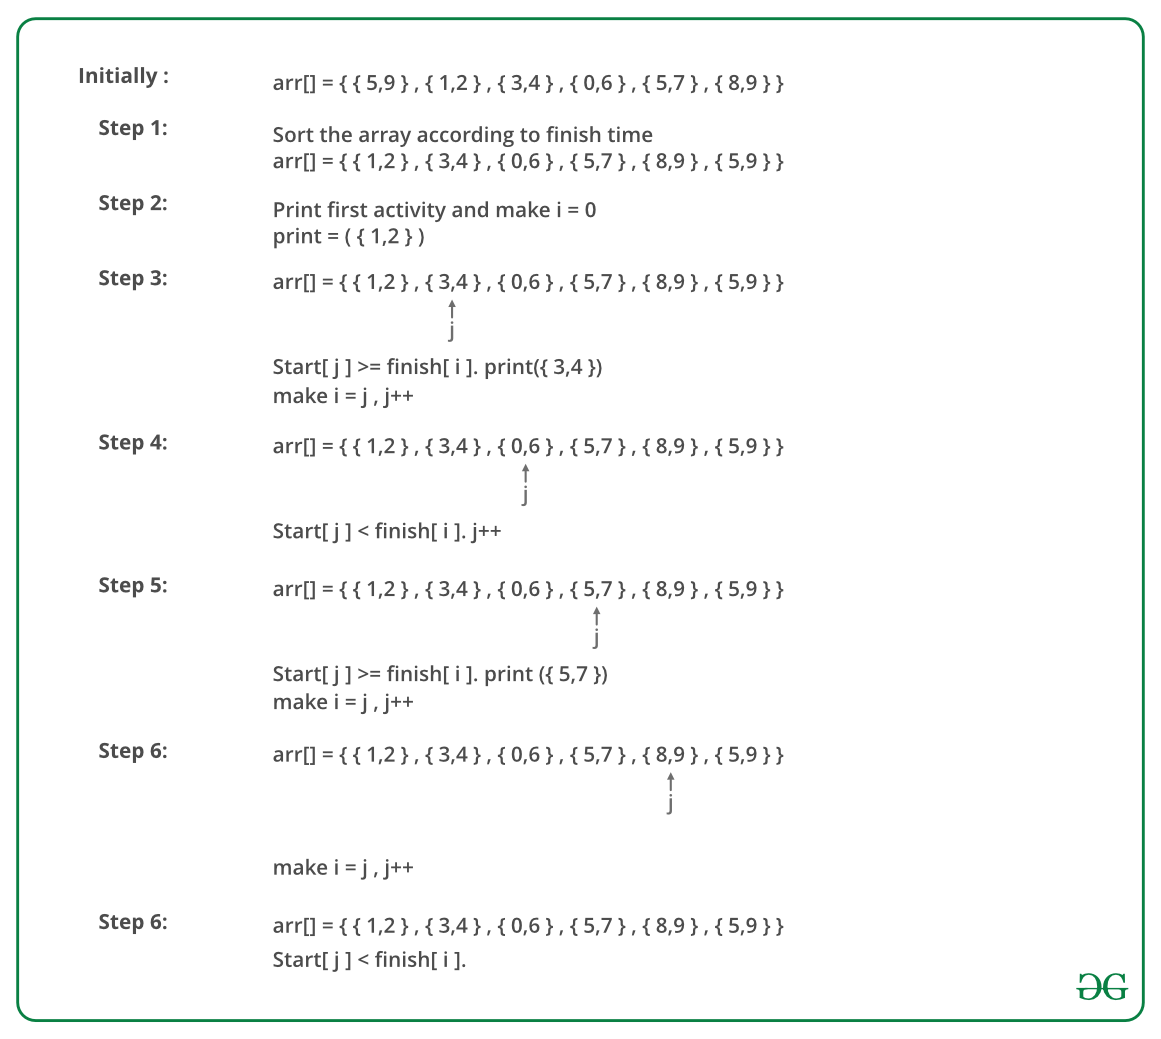 Initially :
arr[] = { { 5,9 } , { 1,2 } , { 3,4 } , { 0,6 } , { 5,7 } , { 8,9 } }
Step 1:
Sort the array according to finish time
arr[] = { { 1,2 } , { 3,4 } , { 0,6 } , { 5,7 } , { 8,9 } , { 5,9 } }
Step 2:
Print first activity and make i = 0
print = ( { 1,2 } )
Step 3:
arr[] = { { 1,2 } , { 3,4 } , { 0,6 } , { 5,7 } , { 8,9 } , { 5,9 } }
j
Start[ j ] >= finish[ i ]. print({ 3,4 })
make i = j , j++
Step 4:
arr[] = { { 1,2 } , { 3,4 } , { 0,6 } , { 5,7 } , { 8,9 } , { 5,9 } }
j
Start[ j ] < finish[ i ]. j++
Step 5:
arr[] = { { 1,2 } , { 3,4 } , { 0,6 } , { 5,7 } , { 8,9 } , { 5,9 } }
j
Start[ j ] >= finish[ i ]. print ({ 5,7 })
make i = j , j++
Step 6:
arr[] = { { 1,2 } , { 3,4 } , { 0,6 } , { 5,7 } , { 8,9 } , { 5,9 } }
j
make i = j , j++
Step 6:
arr[] = { { 1,2 } , { 3,4 } , { 0,6 } , { 5,7 } , { 8,9 } , { 5,9 } }
Start[ j ] < finish[ i ].